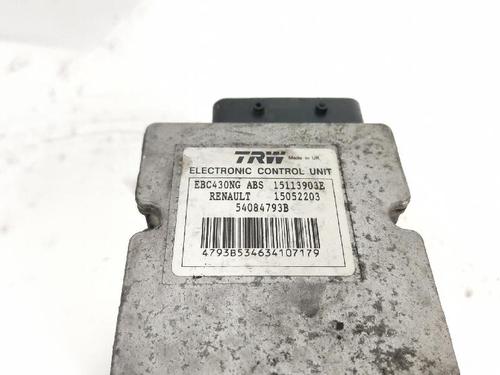 TRW Made in UK
ELECTRONIC CONTROL UNIT
EBC430NG ABS 15113903E
RENAULT 15052203
54084793B
4793B534634107179